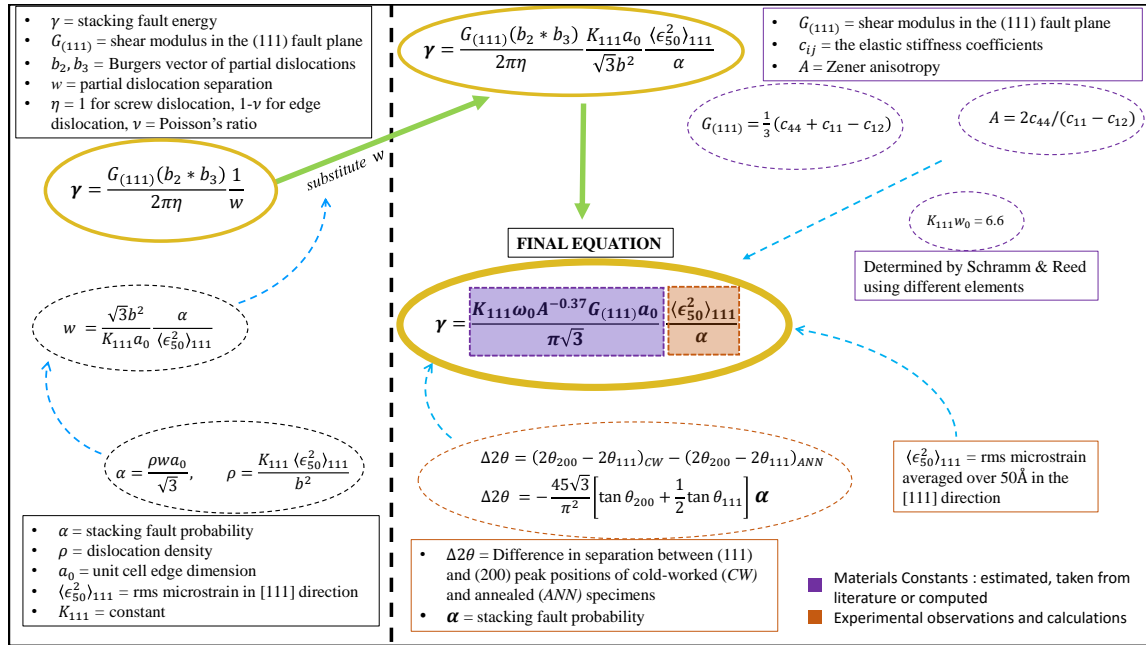 • γ = stacking fault energy
• G₍₁₁₁₎ = shear modulus in the (111) fault plane
• b₂, b₃ = Burgers vector of partial dislocations
• w = partial dislocation separation
• η = 1 for screw dislocation, 1-ν for edge
dislocation, ν = Poisson's ratio
γ = G₍₁₁₁₎(b₂ * b₃)/2πη 1/w
substitute w
w = √3b²/K₁₁₁a₀ α/⟨ϵ₅₀²⟩₁₁₁
α = ρwa₀/√3, ρ = K₁₁₁ ⟨ϵ₅₀²⟩₁₁₁/b²
• α = stacking fault probability
• ρ = dislocation density
• a₀ = unit cell edge dimension
• ⟨ϵ₅₀²⟩₁₁₁ = rms microstrain in [111] direction
• K₁₁₁ = constant
γ = G₍₁₁₁₎(b₂ * b₃)/2πη K₁₁₁a₀/√3b² ⟨ϵ₅₀²⟩₁₁₁/α
• G₍₁₁₁₎ = shear modulus in the (111) fault plane
• cᵢⱼ = the elastic stiffness coefficients
• A = Zener anisotropy
G₍₁₁₁₎ = 1/3(c₄₄ + c₁₁ − c₁₂)
A = 2c₄₄/(c₁₁ − c₁₂)
K₁₁₁w₀ = 6.6
Determined by Schramm & Reed
using different elements
FINAL EQUATION
γ = K₁₁₁ω₀A⁻⁰·³⁷G₍₁₁₁₎a₀/π√3 ⟨ϵ₅₀²⟩₁₁₁/α
Δ2θ = (2θ₂₀₀ − 2θ₁₁₁)CW − (2θ₂₀₀ − 2θ₁₁₁)ANN
Δ2θ = −45√3/π² [tan θ₂₀₀ + 1/2 tan θ₁₁₁] α
⟨ϵ₅₀²⟩₁₁₁ = rms microstrain
averaged over 50Å in the
[111] direction
• Δ2θ = Difference in separation between (111)
and (200) peak positions of cold-worked (CW)
and annealed (ANN) specimens
• α = stacking fault probability
Materials Constants : estimated, taken from
literature or computed
Experimental observations and calculations